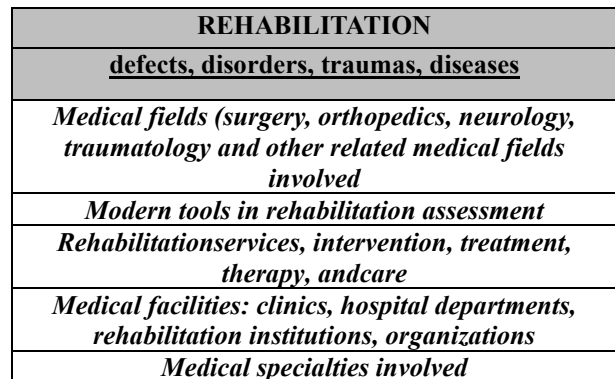 REHABILITATION
defects, disorders, traumas, diseases
Medical fields (surgery, orthopedics, neurology,
traumatology and other related medical fields
involved
Modern tools in rehabilitation assessment
Rehabilitationservices, intervention, treatment,
therapy, andcare
Medical facilities: clinics, hospital departments,
rehabilitation institutions, organizations
Medical specialties involved